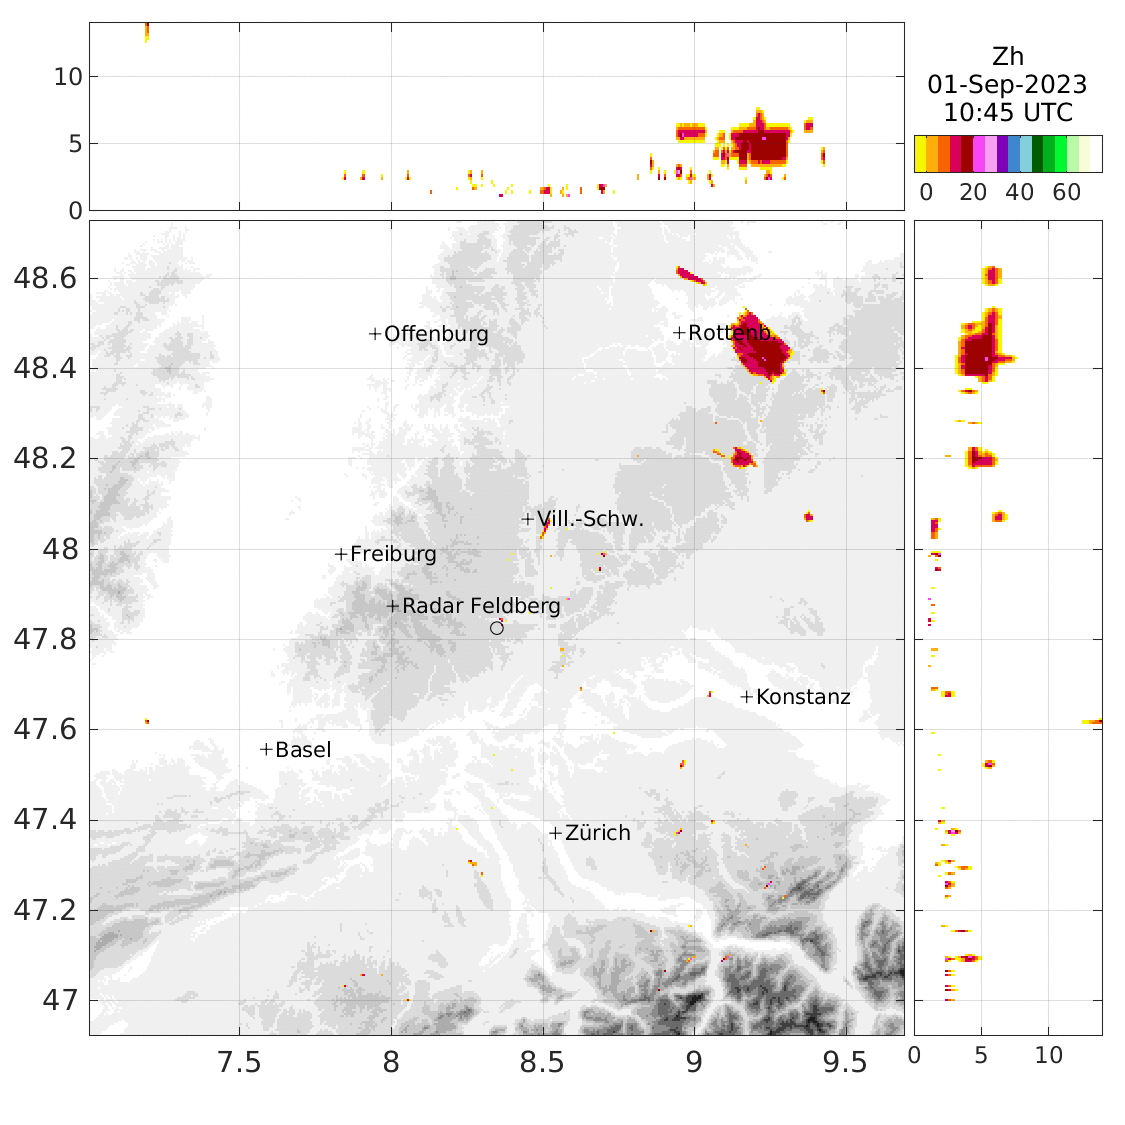 Zh
01-Sep-2023
10:45 UTC
10
5
0
0 20 40 60
48.6
48.4
48.2
48
47.8
47.6
47.4
47.2
47
Offenburg
Rottenb.
Vill.-Schw.
Freiburg
Radar Feldberg
Konstanz
Basel
Zürich
7.5 8 8.5 9 9.5
0 5 10